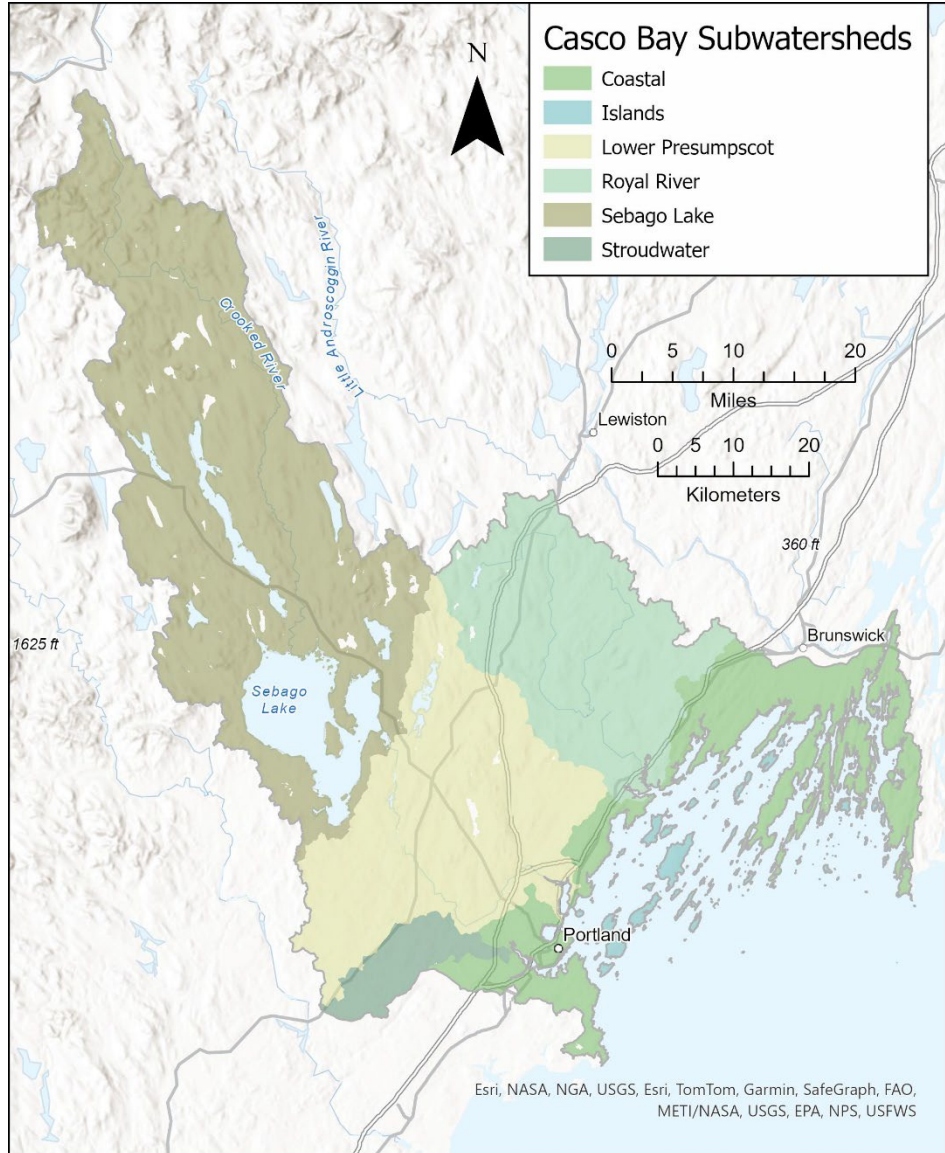 Casco Bay Subwatersheds
Coastal
Islands
Lower Presumpscot
Royal River
Sebago Lake
Stroudwater
N
Crooked River
Little Androscoggin River
0 5 10 20
Miles
Lewiston
0 5 10 20
Kilometers
360 ft
1625 ft
Brunswick
Sebago
Lake
Portland
Esri, NASA, NGA, USGS, Esri, TomTom, Garmin, SafeGraph, FAO,
METI/NASA, USGS, EPA, NPS, USFWS